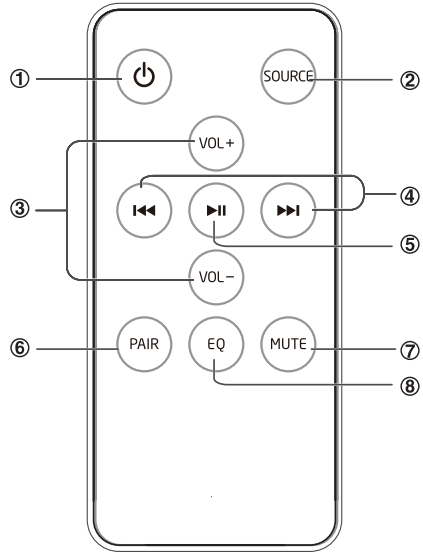 ① SOURCE ②
VOL+
③ ④
⑤
VOL−
⑥ PAIR EQ MUTE ⑦
⑧